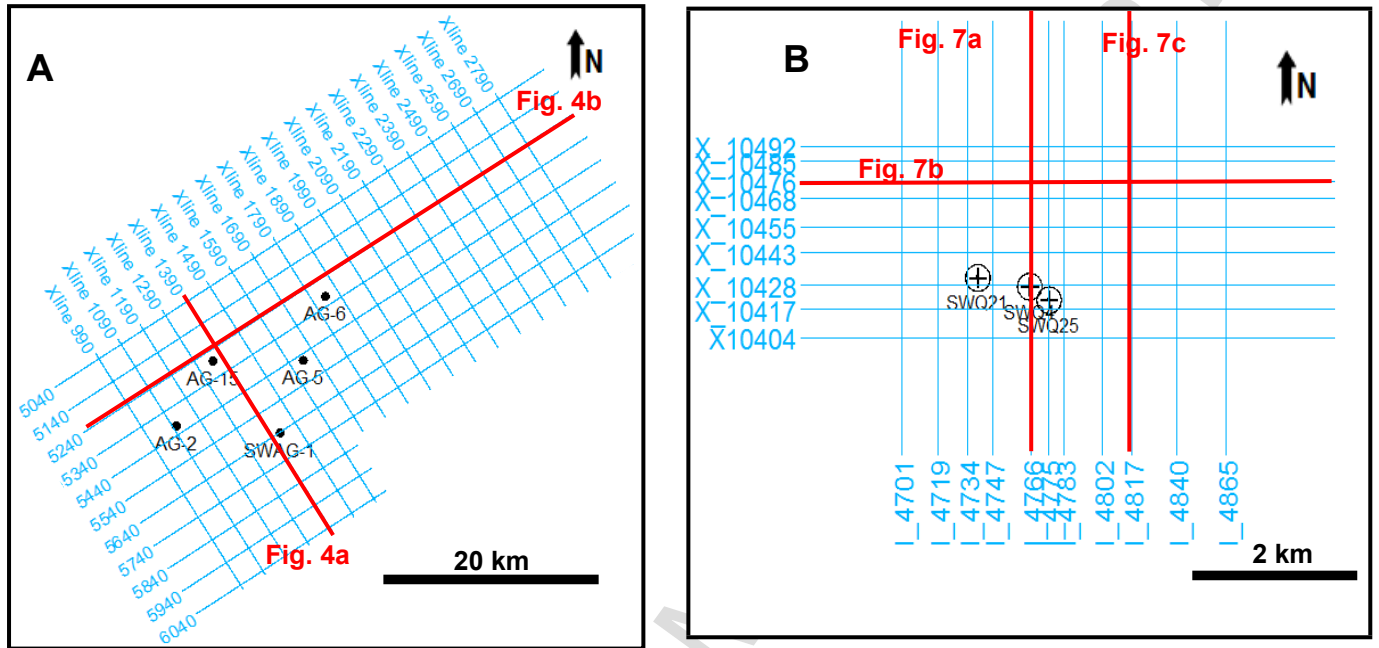 A
N
Xline 990
Xline 1090
Xline 1190
Xline 1290
Xline 1390
Xline 1490
Xline 1590
Xline 1690
Xline 1790
Xline 1890
Xline 1990
Xline 2090
Xline 2190
Xline 2290
Xline 2390
Xline 2490
Xline 2590
Xline 2690
Xline 2790
Fig. 4b
AG-6
AG-15
AG-5
AG-2
SWAG-1
5040
5140
5240
5340
5440
5540
5640
5740
5840
5940
6040
Fig. 4a
20 km
B
N
Fig. 7a
Fig. 7c
X_10492
X_10485
Fig. 7b
X_10476
X_10468
X_10455
X_10443
X_10428
X_10417
X_10404
SWQ21
SWQ4
SWQ25
I_4701
I_4719
I_4734
I_4747
I_4766
I_4775
I_4783
I_4802
I_4817
I_4840
I_4865
2 km